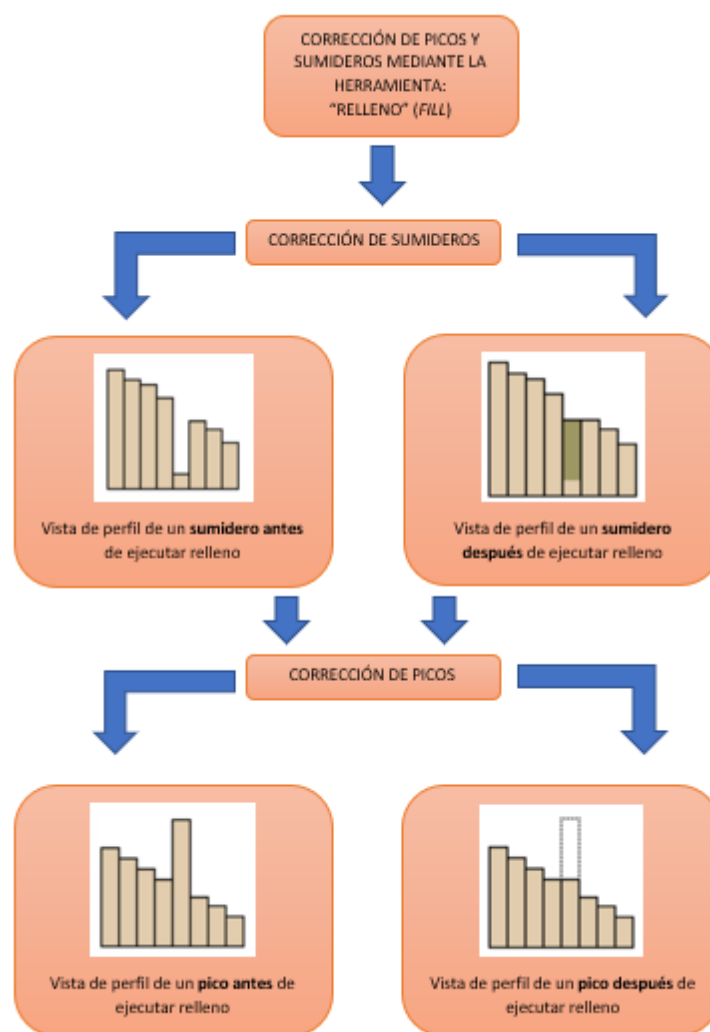 CORRECCIÓN DE PICOS Y
SUMIDEROS MEDIANTE LA
HERRAMIENTA:
“RELLENO” (FILL)
CORRECCIÓN DE SUMIDEROS
Vista de perfil de un sumidero antes
de ejecutar relleno
Vista de perfil de un sumidero
después de ejecutar relleno
CORRECCIÓN DE PICOS
Vista de perfil de un pico antes de
ejecutar relleno
Vista de perfil de un pico después de
ejecutar relleno